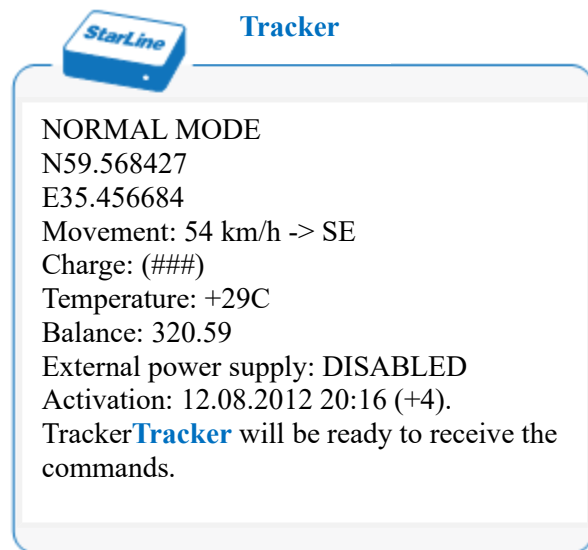 StarLine
Tracker
NORMAL MODE
N59.568427
E35.456684
Movement: 54 km/h -> SE
Charge: (###)
Temperature: +29C
Balance: 320.59
External power supply: DISABLED
Activation: 12.08.2012 20:16 (+4).
TrackerTracker will be ready to receive the
commands.